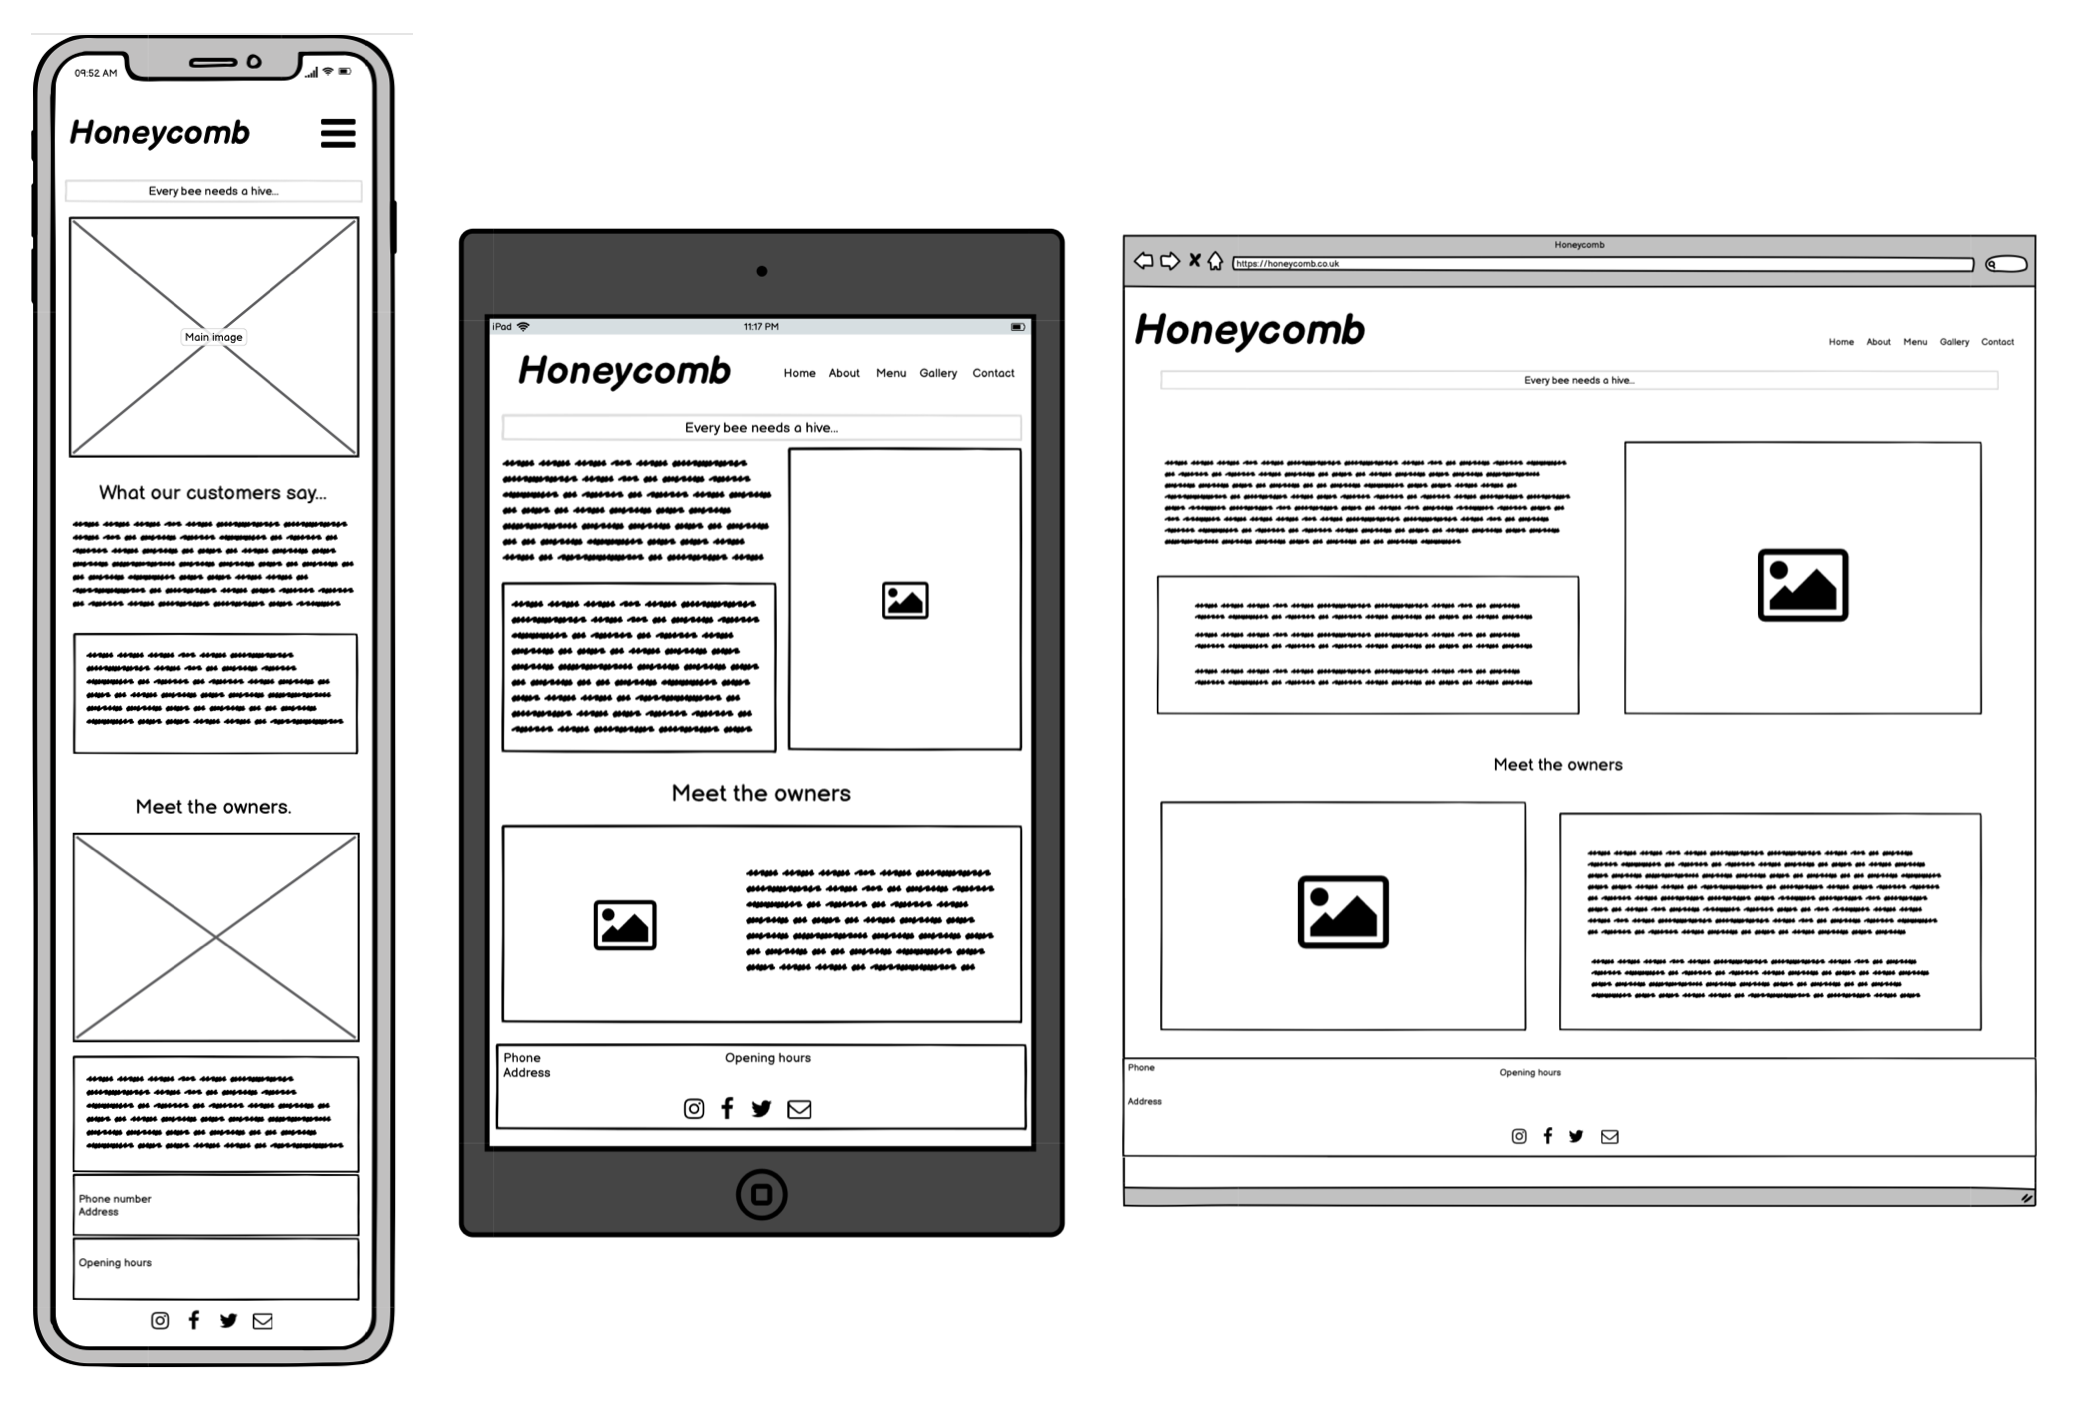 09:52 AM
Honeycomb
Every bee needs a hive...
Main image
What our customers say...
Meet the owners.
Phone number
Address
Opening hours
iPad
11:17 PM
Honeycomb
Home About Menu Gallery Contact
Every bee needs a hive...
Meet the owners
Phone
Address
Opening hours
Honeycomb
https://honeycomb.co.uk
Honeycomb
Home About Menu Gallery Contact
Every bee needs a hive...
Meet the owners
Phone
Opening hours
Address